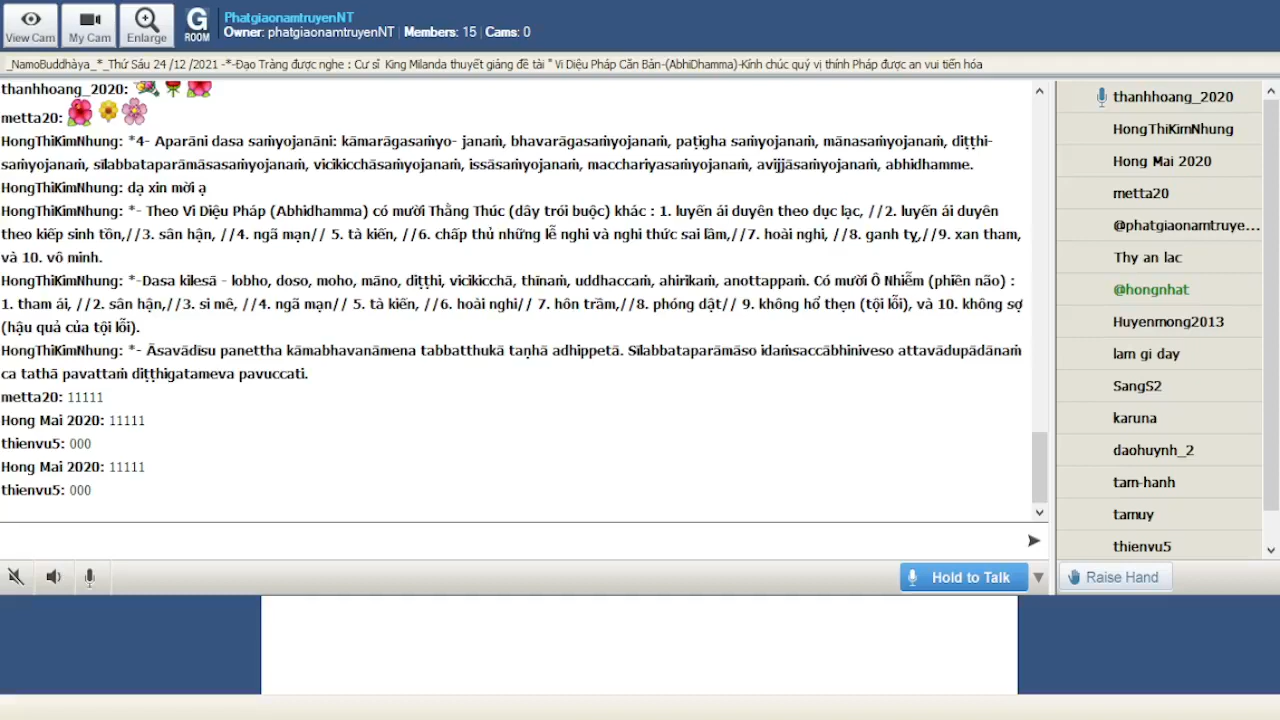 View Cam
My Cam
Enlarge
G
ROOM
PhatgiaonamtruyenNT
Owner: phatgiaonamtruyenNT | Members: 15 | Cams: 0
_NamoBuddhàya_*_Thứ Sáu 24 /12 /2021 -*-Đạo Tràng được nghe : Cư sĩ King Milanda thuyết giảng đề tài " Vi Diệu Pháp Căn Bản-(AbhiDhamma)-Kính chúc quý vị thính Pháp được an vui tiến hóa
thanhhoang_2020:
metta20:
HongThiKimNhung: *4- Aparāni dasa saṁyojanāni: kāmarāgasaṁyo- janaṁ, bhavarāgasaṁyojanaṁ, paṭigha saṁyojanaṁ, mānasaṁyojanaṁ, diṭṭhi-
saṁyojanaṁ, sīlabbataparāmāsasaṁyojanaṁ, vicikicchāsaṁyojanaṁ, issāsaṁyojanaṁ, macchariyasaṁyojanaṁ, avijjāsaṁyojanaṁ, abhidhamme.
HongThiKimNhung: dạ xin mời ạ
HongThiKimNhung: *- Theo Vi Diệu Pháp (Abhidhamma) có mười Thằng Thúc (dây trói buộc) khác : 1. luyến ái duyên theo dục lạc, //2. luyến ái duyên
theo kiếp sinh tồn,//3. sân hận, //4. ngã mạn// 5. tà kiến, //6. chấp thủ những lễ nghi và nghi thức sai lầm,//7. hoài nghi, //8. ganh tỵ,//9. xan tham,
và 10. vô minh.
HongThiKimNhung: *-Dasa kilesā - lobho, doso, moho, māno, diṭṭhi, vicikicchā, thīnaṁ, uddhaccaṁ, ahirikaṁ, anottappaṁ. Có mười Ô Nhiễm (phiền não) :
1. tham ái, //2. sân hận,//3. si mê, //4. ngã mạn// 5. tà kiến, //6. hoài nghi// 7. hôn trầm,//8. phóng dật// 9. không hổ thẹn (tội lỗi), và 10. không sợ
(hậu quả của tội lỗi).
HongThiKimNhung: *- Āsavādīsu panettha kāmabhavanāmena tabbatthukā taṇhā adhippetā. Sīlabbataparāmāso idaṁsaccābhiniveso attavādupādānaṁ
ca tathā pavattaṁ diṭṭhigatameva pavuccati.
metta20: 11111
Hong Mai 2020: 11111
thienvu5: 000
Hong Mai 2020: 11111
thienvu5: 000
Hold to Talk
thanhhoang_2020
HongThiKimNhung
Hong Mai 2020
metta20
@phatgiaonamtruye...
Thy an lac
@hongnhat
Huyenmong2013
lam gi day
SangS2
karuna
daohuynh_2
tam-hanh
tamuy
thienvu5
Raise Hand